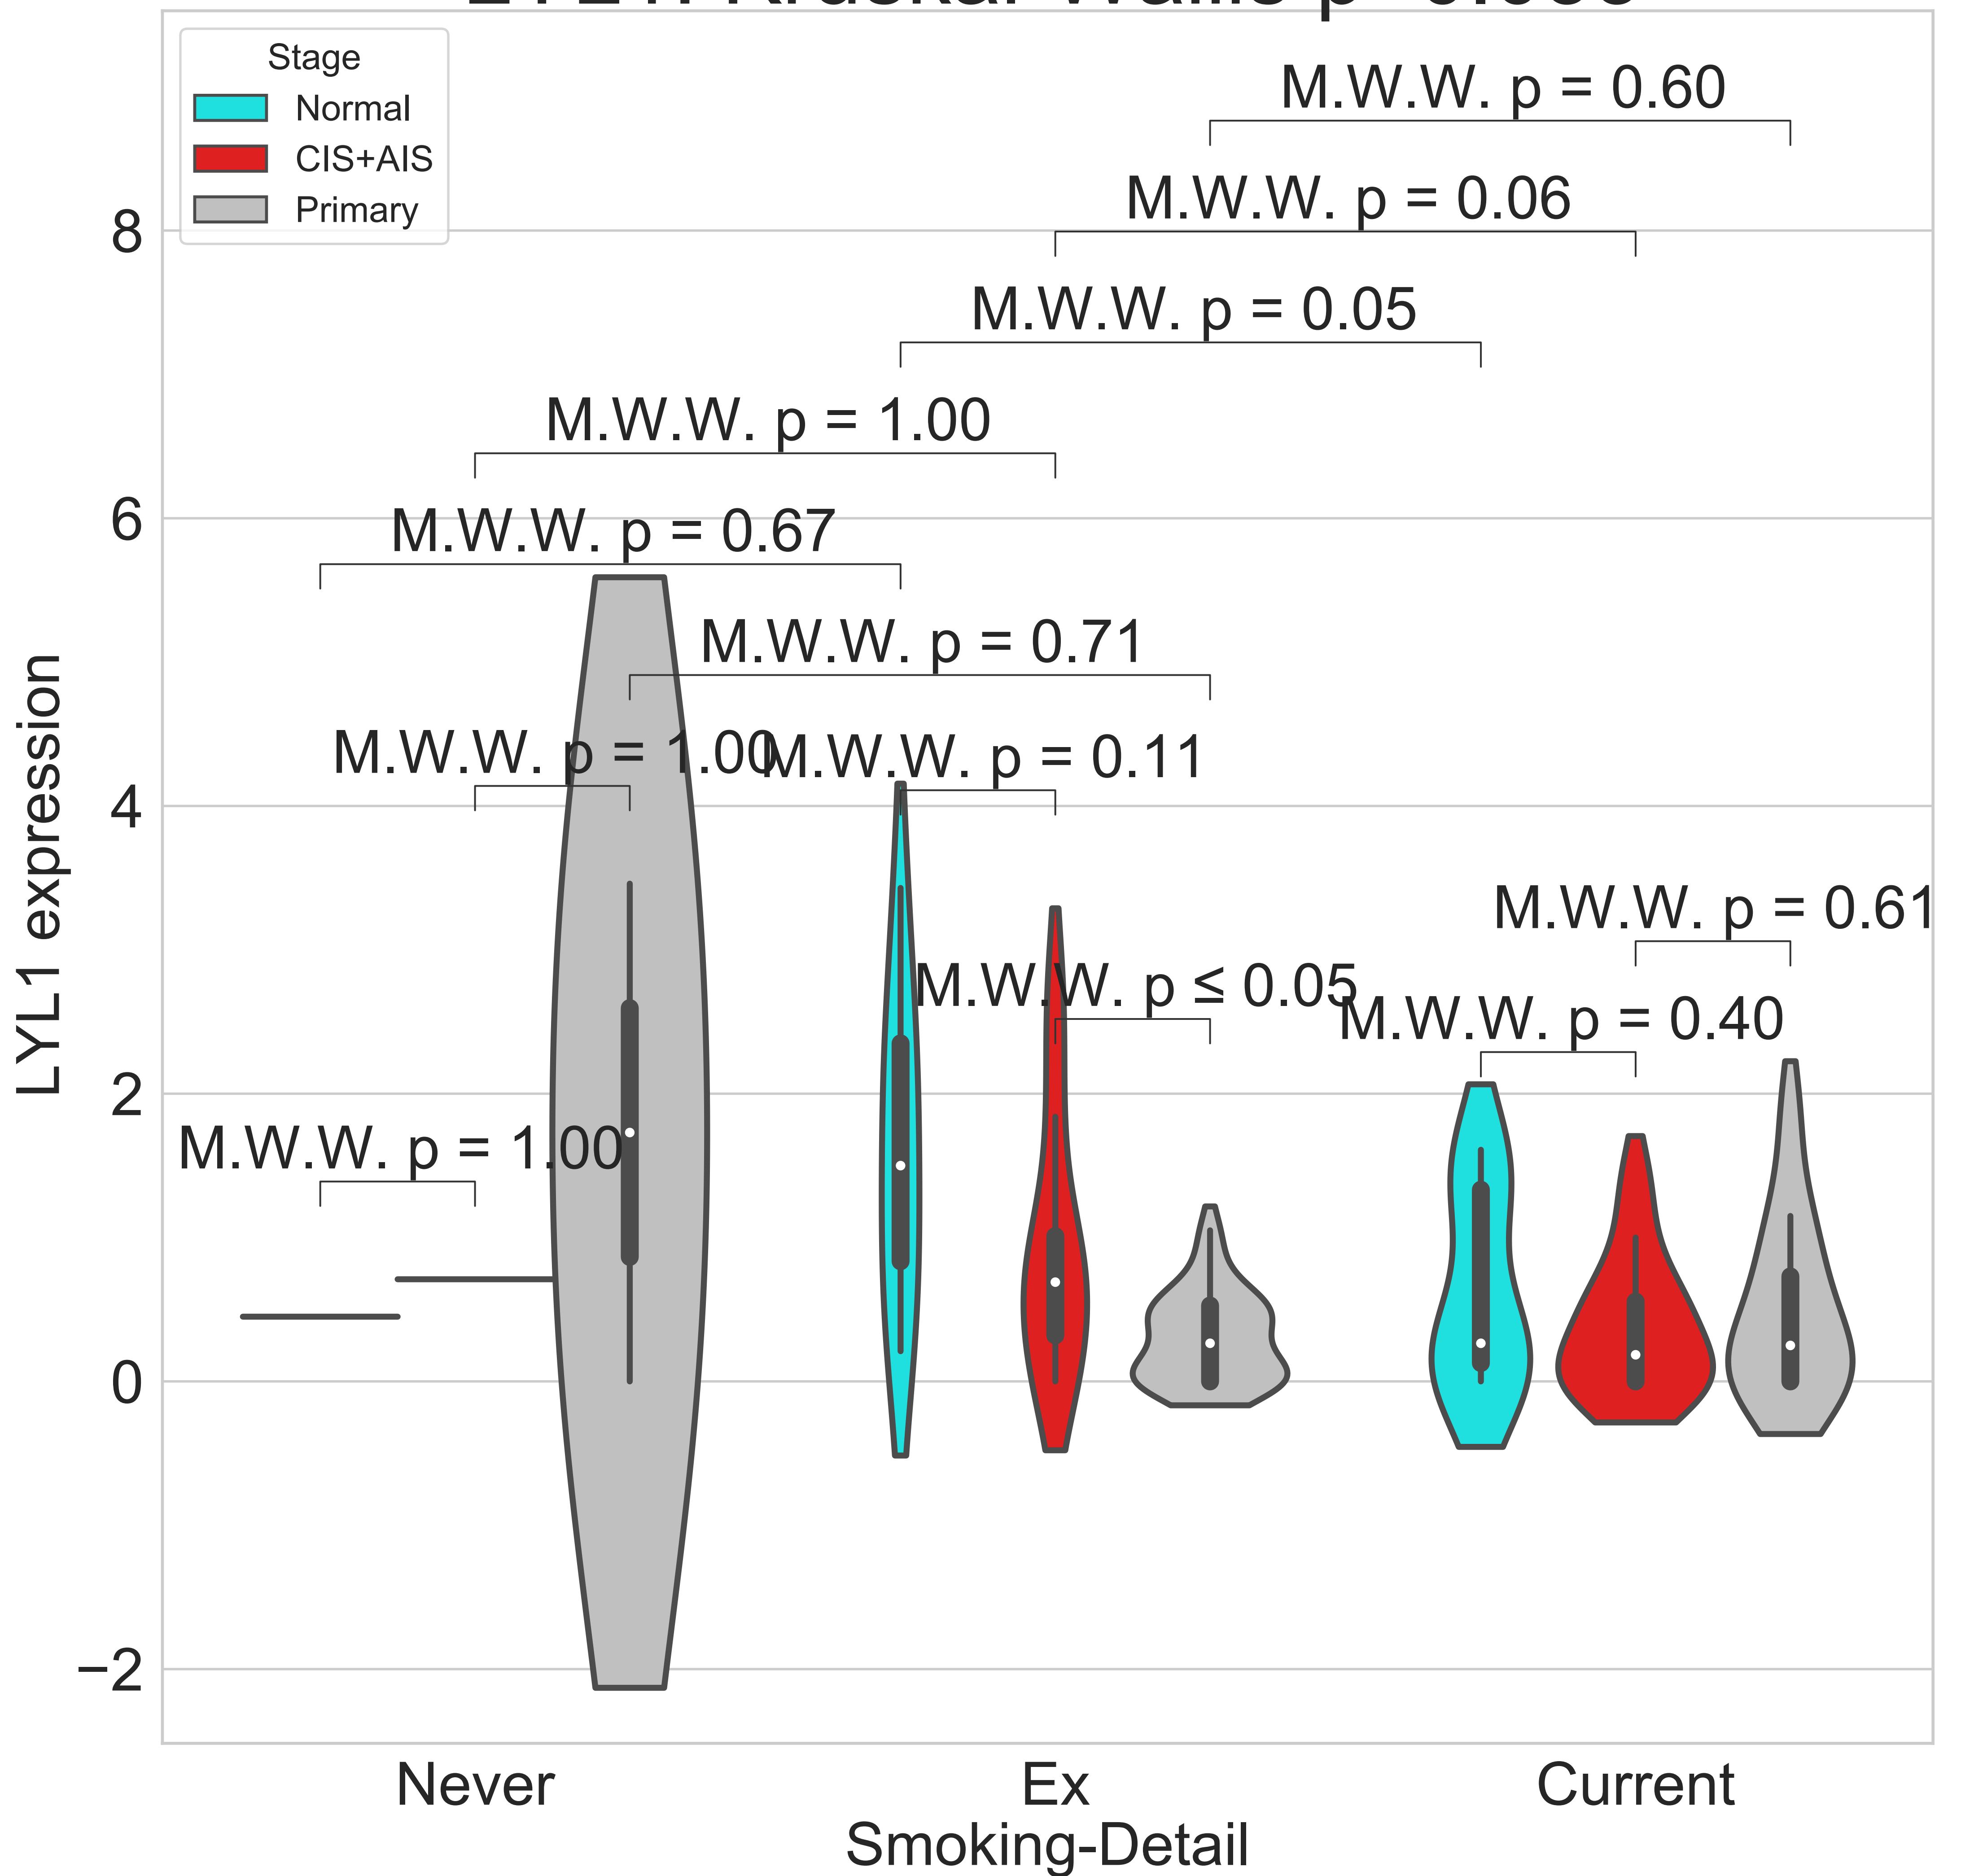 Stage
Normal
CIS+AIS
Primary
M.W.W. p = 0.60
M.W.W. p = 0.06
M.W.W. p = 0.05
M.W.W. p = 1.00
M.W.W. p = 0.67
M.W.W. p = 0.71
M.W.W. p = 1.00
M.W.W. p = 0.11
M.W.W. p = 0.61
M.W.W. p ≤ 0.05
M.W.W. p = 0.40
M.W.W. p = 1.00
8
6
4
2
0
−2
LYL1 expression
Never
Ex
Current
Smoking-Detail